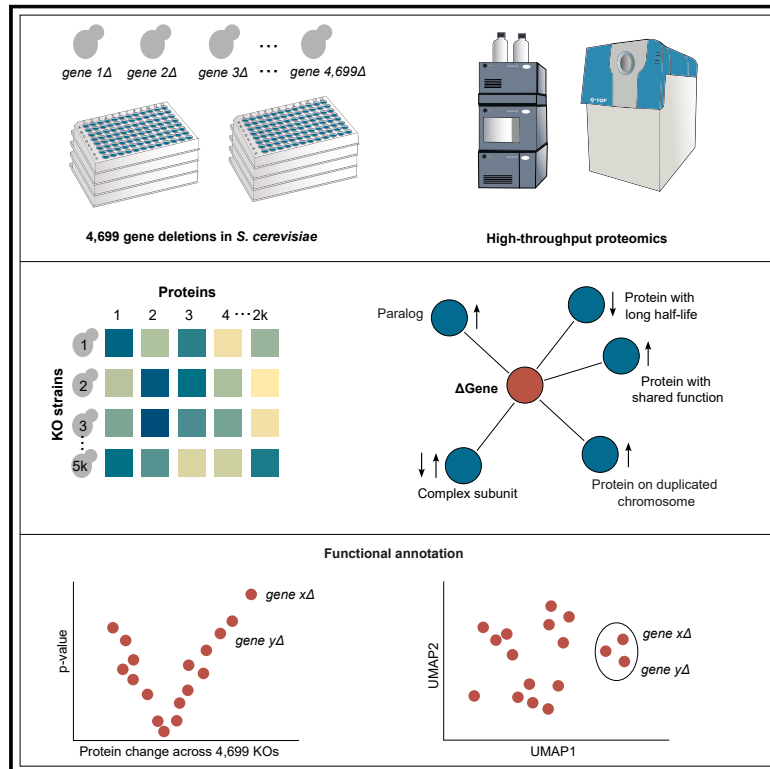 gene 1Δ gene 2Δ gene 3Δ ... gene 4,699Δ
Q-TOF
4,699 gene deletions in S. cerevisiae
High-throughput proteomics
Proteins
1 2 3 4 ... 2k
KO strains
1
2
3
5k
Paralog
Protein with
long half-life
ΔGene
Protein with
shared function
Complex subunit
Protein on duplicated
chromosome
Functional annotation
p-value
gene xΔ
gene yΔ
Protein change across 4,699 KOs
UMAP2
gene xΔ
gene yΔ
UMAP1